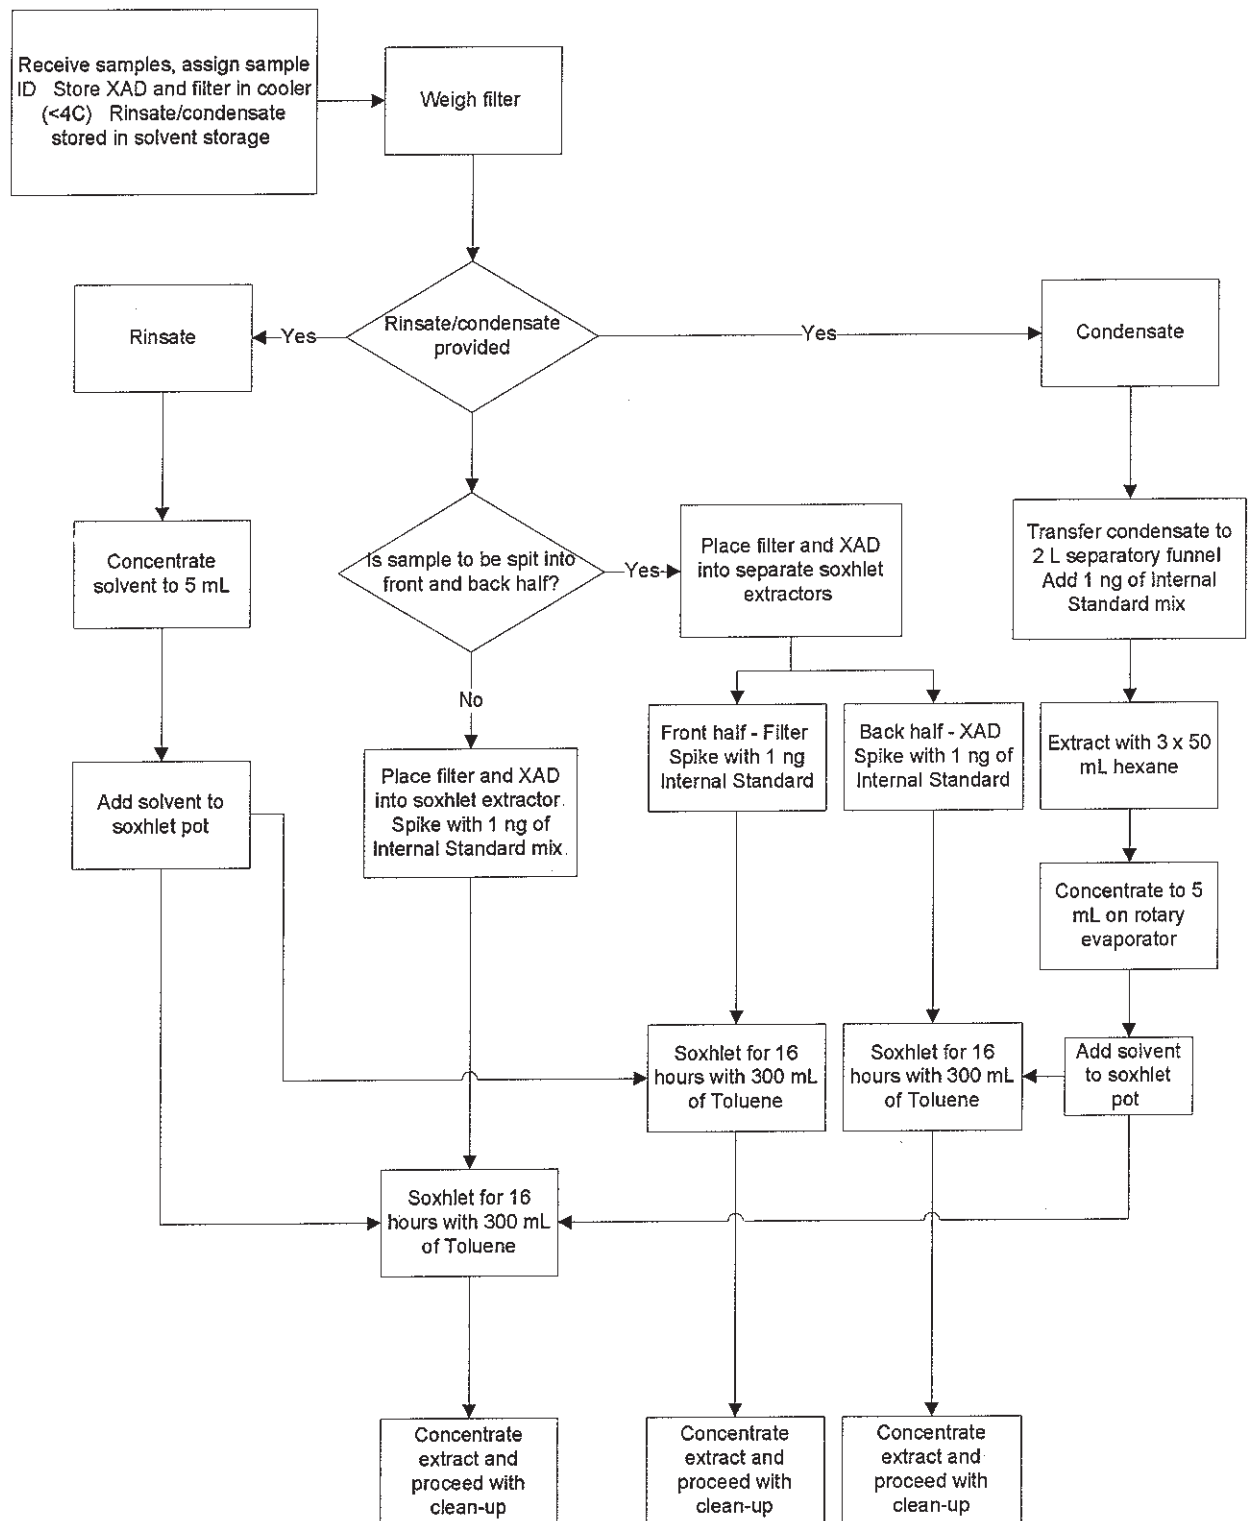 Receive samples, assign sample
ID Store XAD and filter in cooler
(<4C) Rinsate/condensate
stored in solvent storage
Weigh filter
Rinsate/condensate
provided
Yes
Rinsate
Yes
Condensate
Concentrate
solvent to 5 mL
Is sample to be spit into
front and back half?
Yes
Place filter and XAD
into separate soxhlet
extractors
Transfer condensate to
2 L separatory funnel
Add 1 ng of Internal
Standard mix
No
Add solvent to
soxhlet pot
Place filter and XAD
into soxhlet extractor.
Spike with 1 ng of
Internal Standard mix.
Front half - Filter
Spike with 1 ng
Internal Standard
Back half - XAD
Spike with 1 ng of
Internal Standard
Extract with 3 x 50
mL hexane
Concentrate to 5
mL on rotary
evaporator
Soxhlet for 16
hours with 300 mL
of Toluene
Soxhlet for 16
hours with 300 mL
of Toluene
Add solvent
to soxhlet
pot
Soxhlet for 16
hours with 300 mL
of Toluene
Concentrate
extract and
proceed with
clean-up
Concentrate
extract and
proceed with
clean-up
Concentrate
extract and
proceed with
clean-up